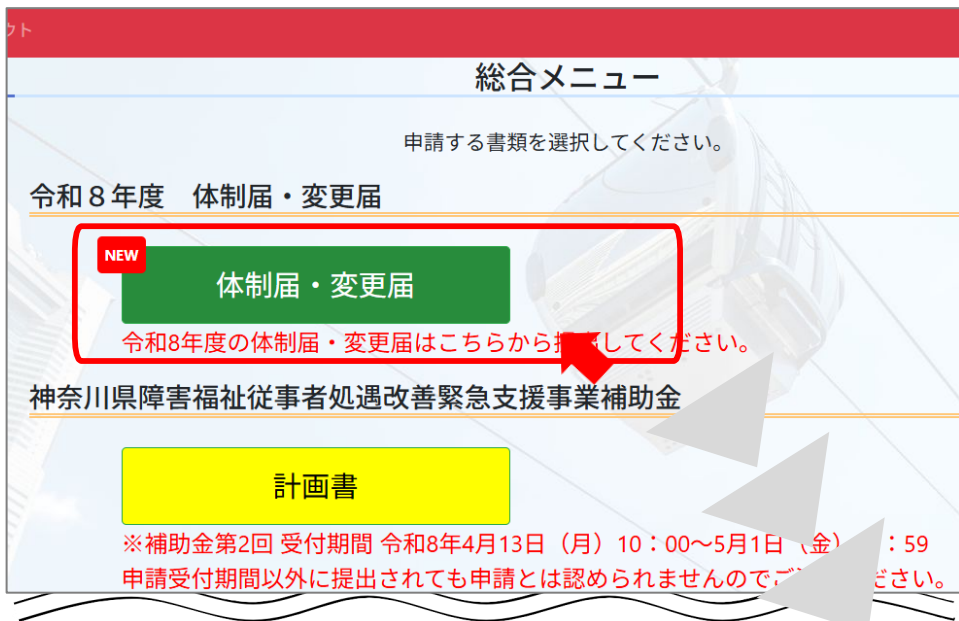 ウト
総合メニュー
申請する書類を選択してください。
令和８年度　体制届・変更届
NEW
体制届・変更届
令和8年度の体制届・変更届はこちらから してください。
神奈川県障害福祉従事者処遇改善緊急支援事業補助金
計画書
※補助金第2回 受付期間 令和8年4月13日（月）10：00～5月1日（金） ：59
申請受付期間以外に提出されても申請とは認められませんのでご ださい。